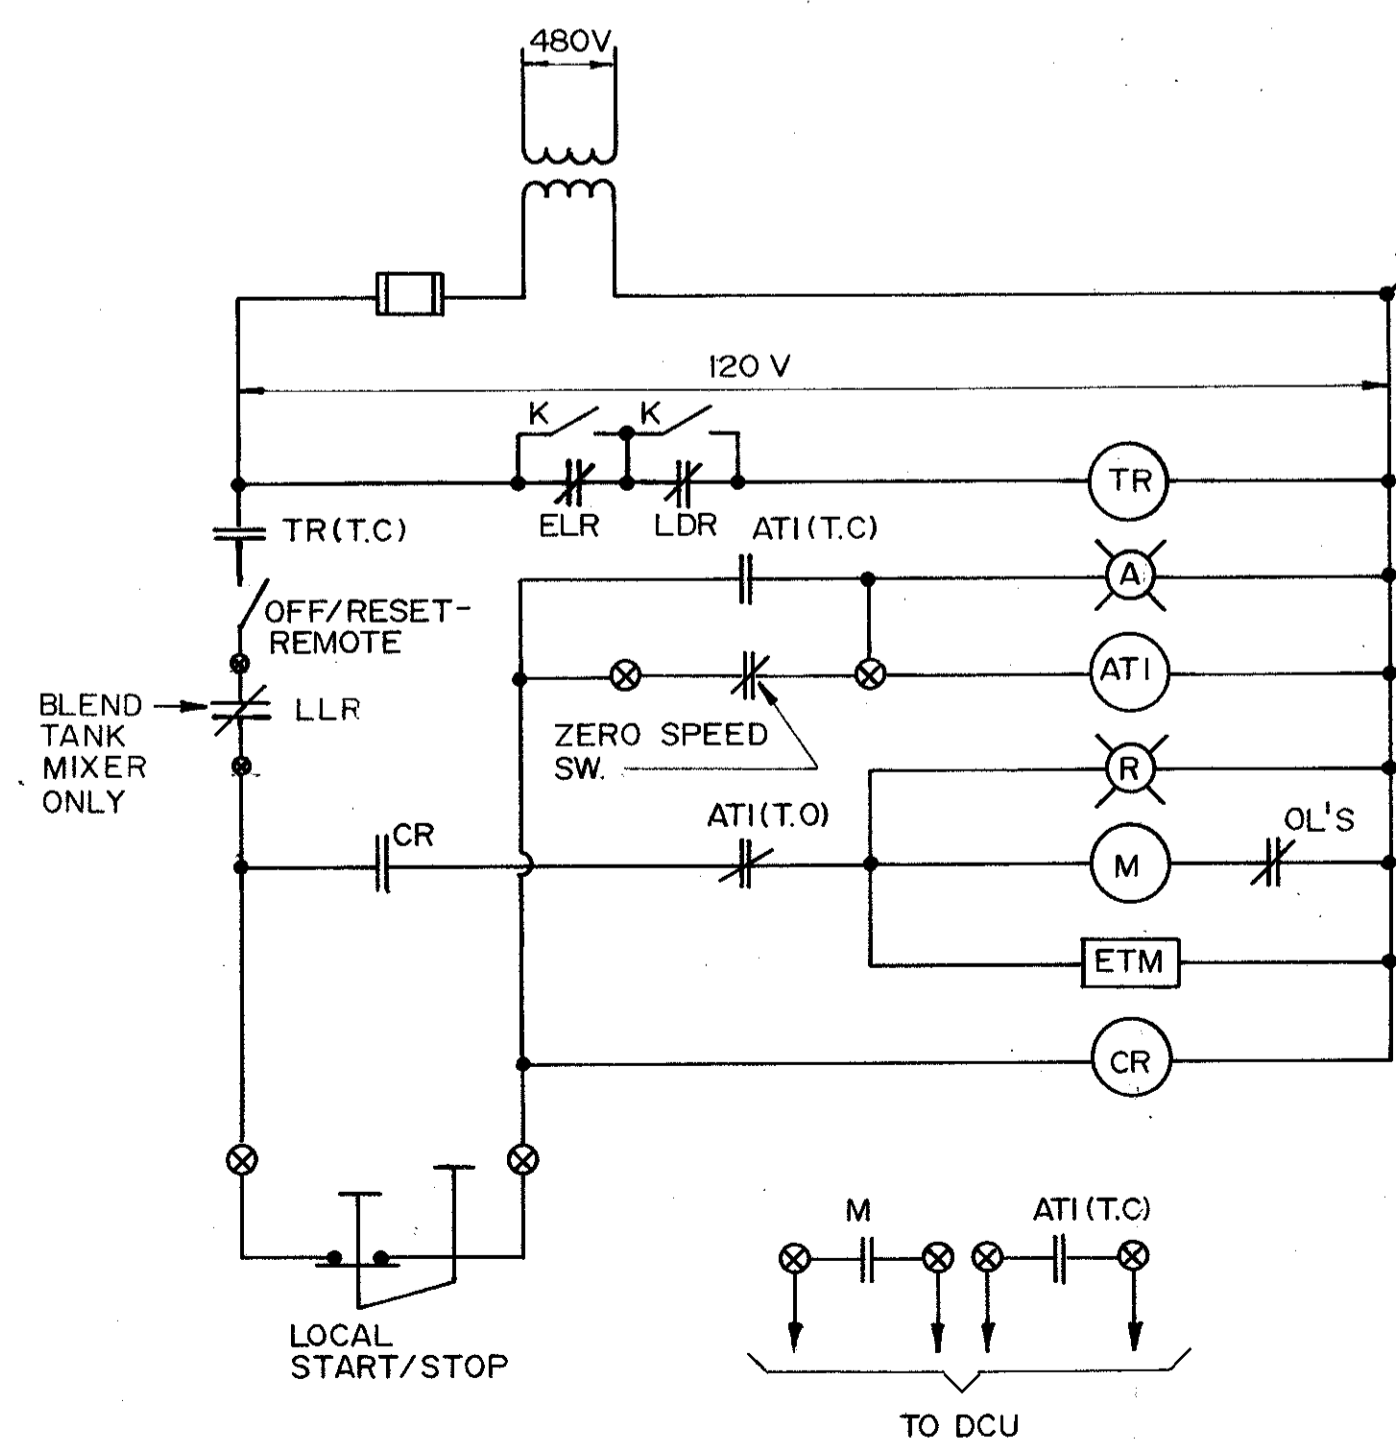 480V
120 V
K
K
TR
ELR
LDR
TR(T.C)
ATI(T.C)
A
OFF/RESET-
REMOTE
ATI
BLEND
TANK
MIXER
ONLY
LLR
ZERO SPEED
SW.
R
CR
ATI(T.O)
OL'S
M
ETM
CR
M
ATI(T.C)
LOCAL
START/STOP
TO DCU